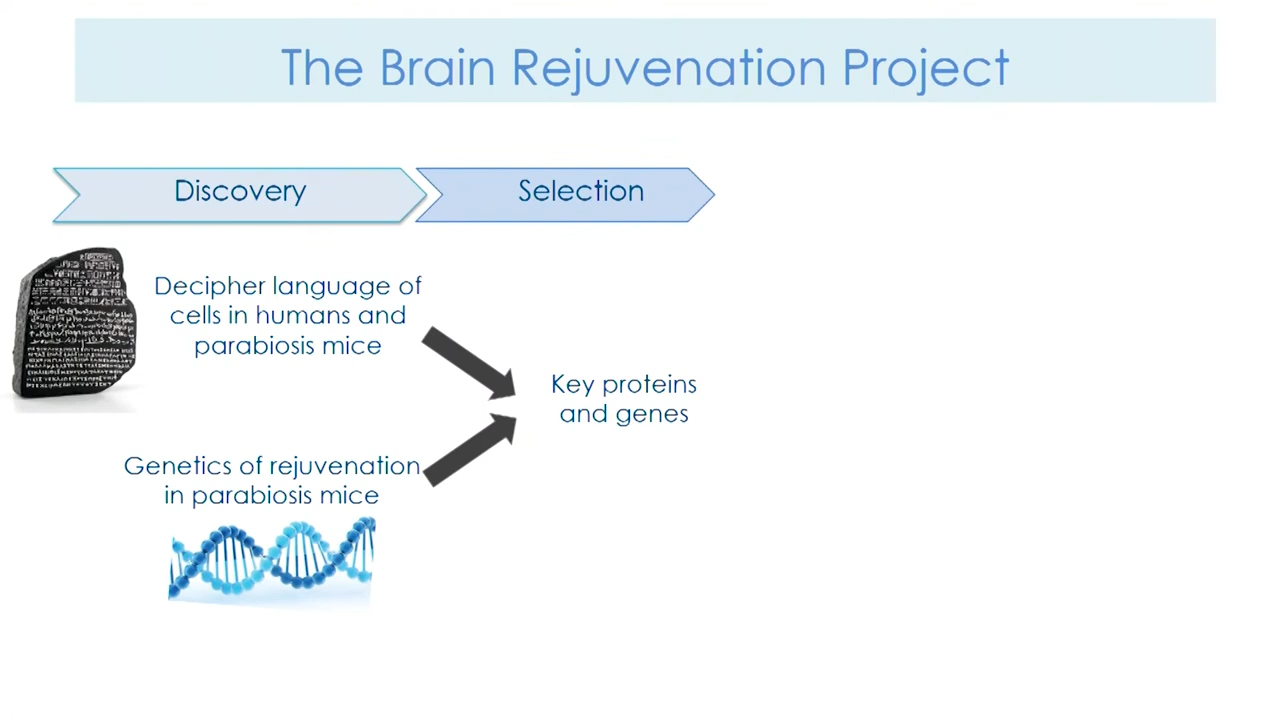 The Brain Rejuvenation Project
Discovery
Selection
Decipher language of
cells in humans and
parabiosis mice
Key proteins
and genes
Genetics of rejuvenation
in parabiosis mice